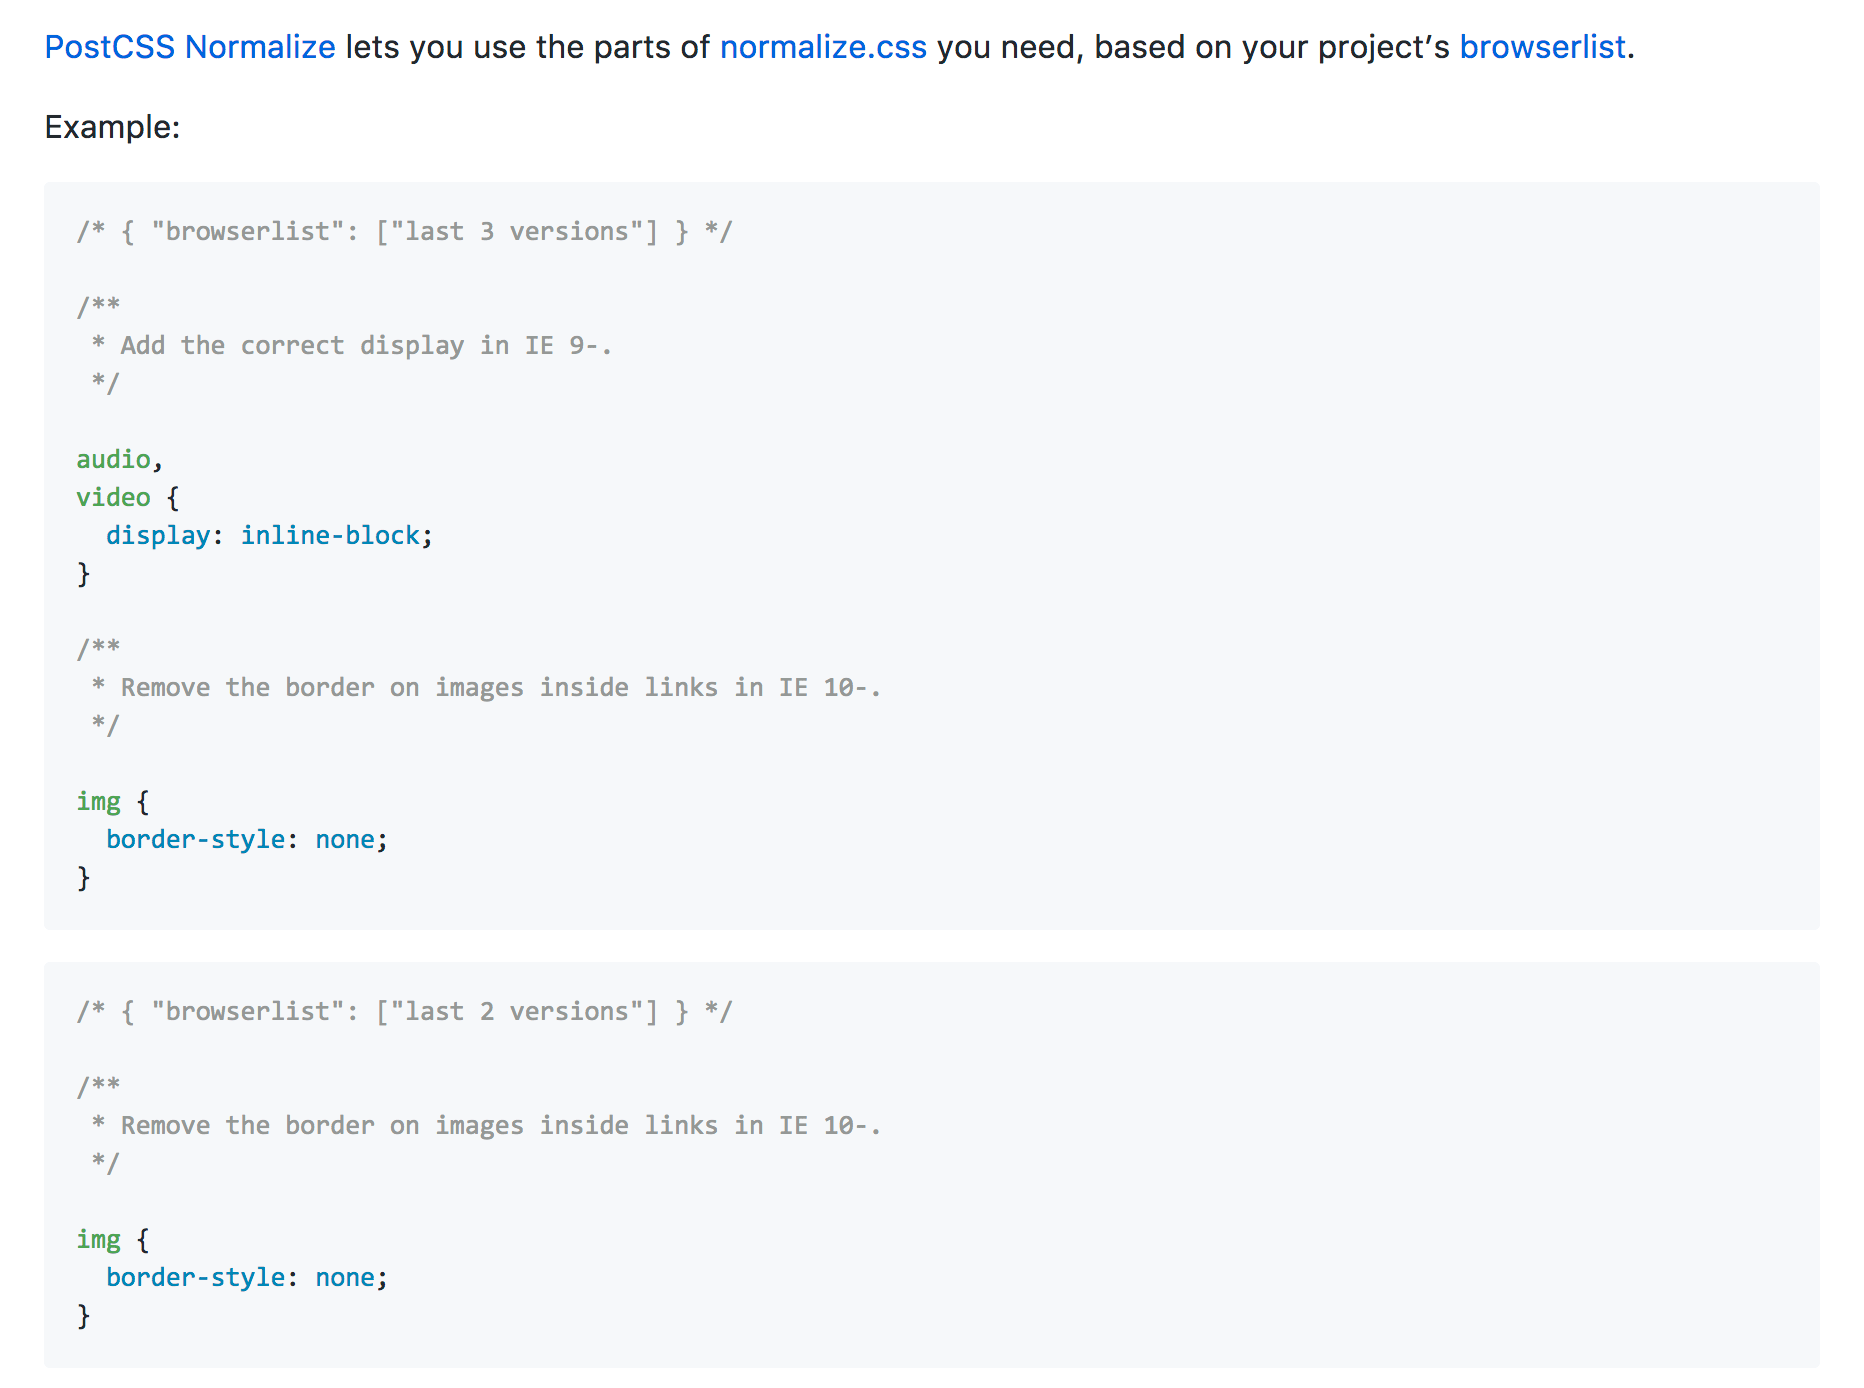 PostCSS Normalize lets you use the parts of normalize.css you need, based on your project’s browserlist.
Example:
/* { "browserlist": ["last 3 versions"] } */
/**
 * Add the correct display in IE 9-.
 */
audio,
video {
  display: inline-block;
}
/**
 * Remove the border on images inside links in IE 10-.
 */
img {
  border-style: none;
}
/* { "browserlist": ["last 2 versions"] } */
/**
 * Remove the border on images inside links in IE 10-.
 */
img {
  border-style: none;
}